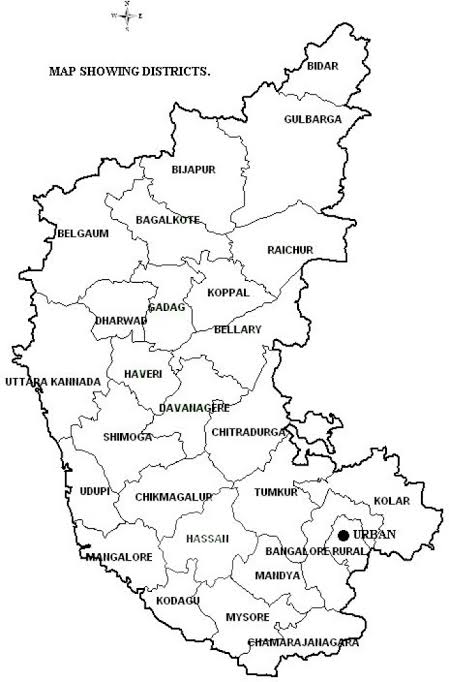 N
W E
S
MAP SHOWING DISTRICTS.
BIDAR
GULBARGA
BIJAPUR
BAGALKOTE
BELGAUM
RAICHUR
KOPPAL
GADAG
DHARWAD
BELLARY
HAVERI
UTTARA KANNADA
DAVANAGERE
CHITRADURGA
SHIMOGA
UDUPI
CHIKMAGALUR
TUMKUR
KOLAR
URBAN
HASSAN
BANGALORE RURAL
MANGALORE
MANDYA
KODAGU
MYSORE
CHAMARAJANAGARA